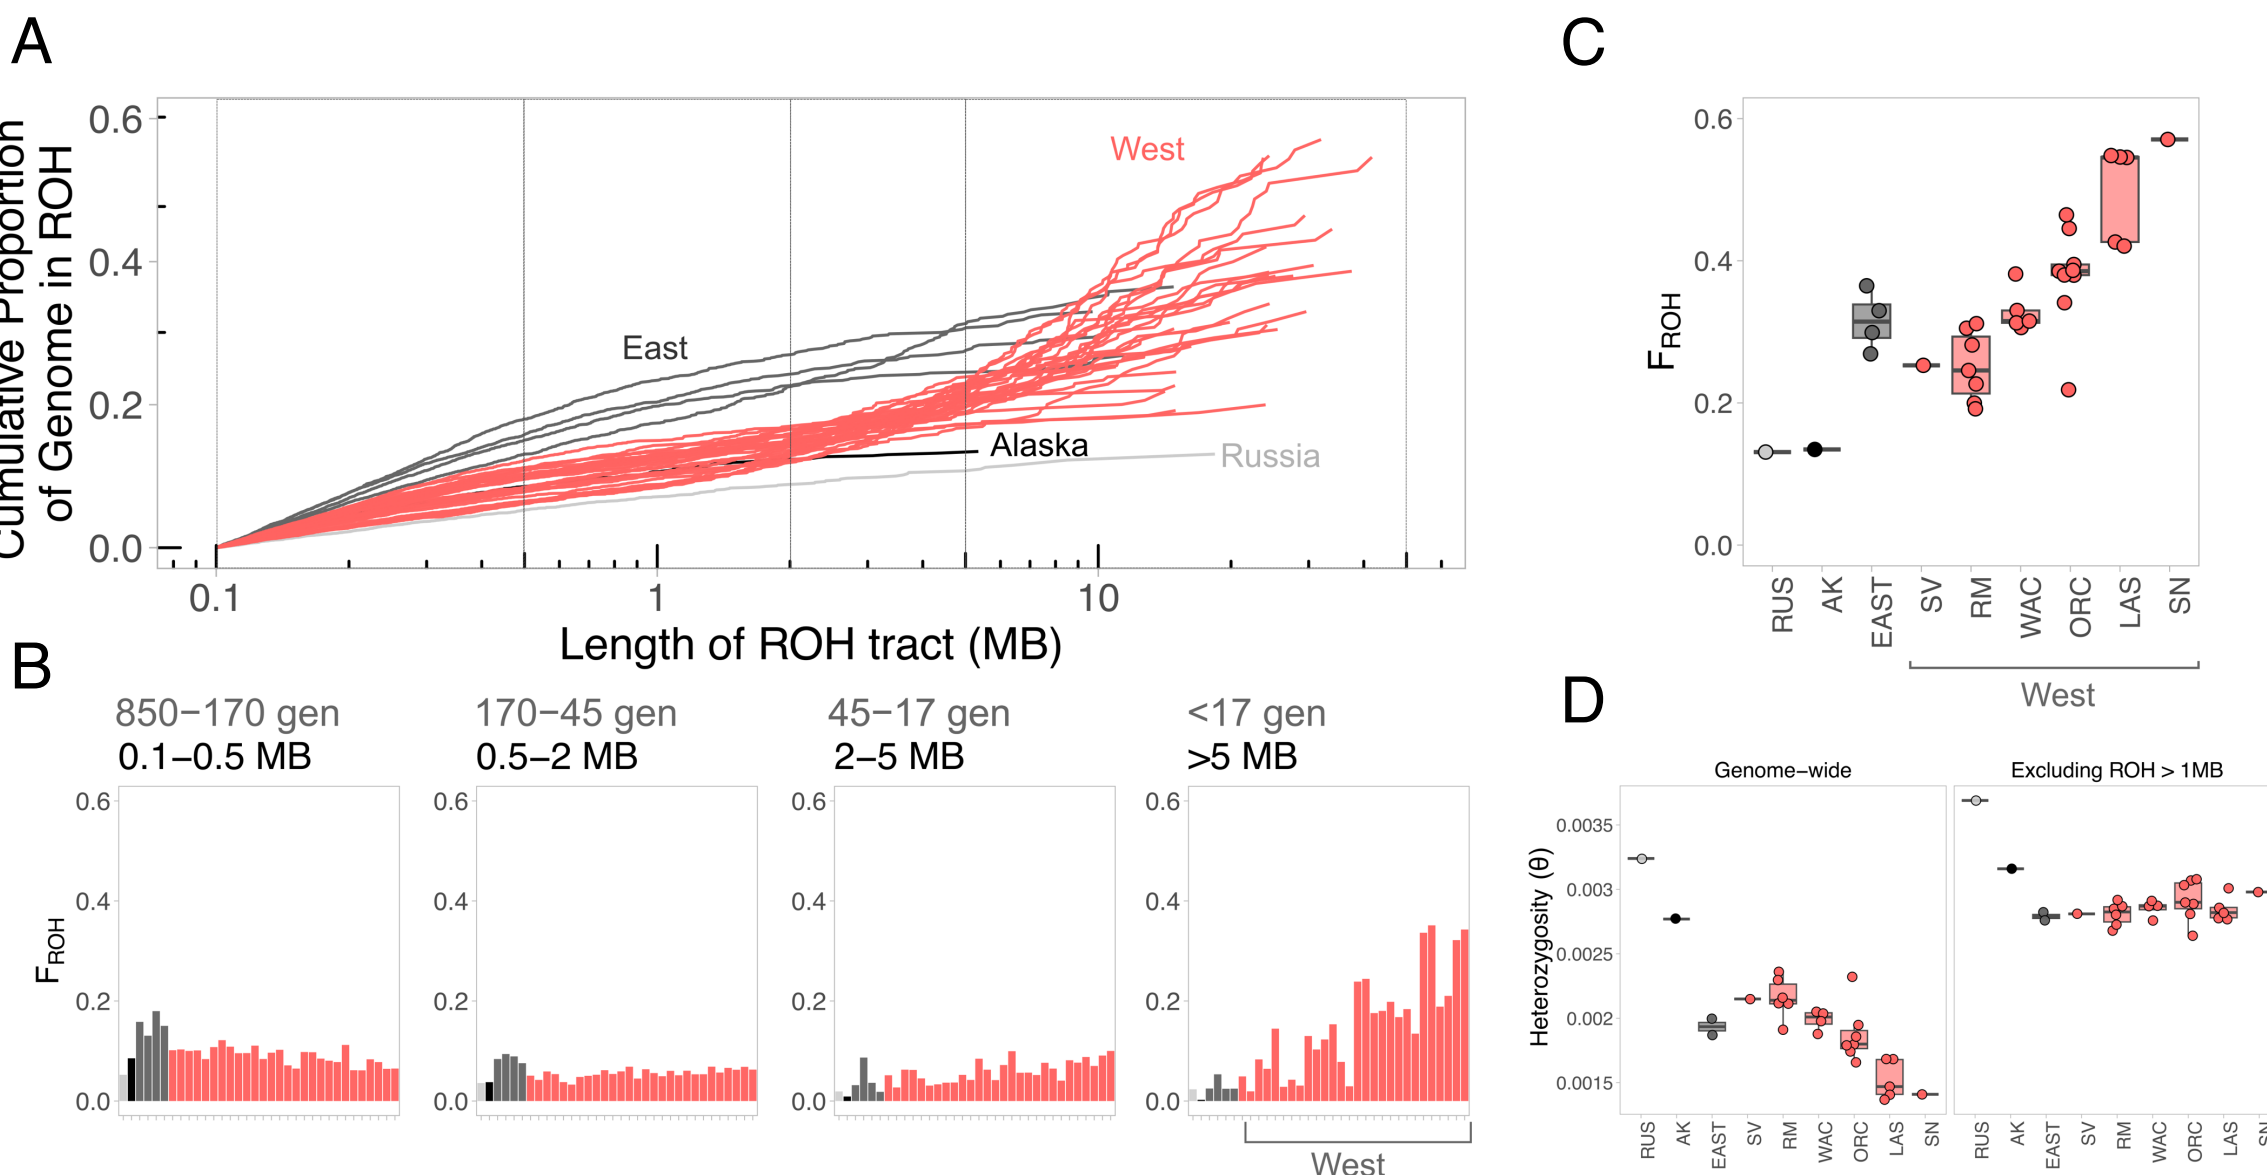 A
Cumulative Proportion
of Genome in ROH
0.6
0.4
0.2
0.0
West
East
Alaska
Russia
0.1
1
10
Length of ROH tract (MB)
B
850−170 gen
0.1−0.5 MB
170−45 gen
0.5−2 MB
45−17 gen
2−5 MB
<17 gen
>5 MB
FROH
0.6
0.4
0.2
0.0
0.6
0.4
0.2
0.0
0.6
0.4
0.2
0.0
0.6
0.4
0.2
0.0
West
C
FROH
0.6
0.4
0.2
0.0
RUS
AK
EAST
SV
RM
WAC
ORC
LAS
SN
West
D
Genome−wide
Excluding ROH > 1MB
Heterozygosity (θ)
0.0035
0.003
0.0025
0.002
0.0015
RUS
AK
EAST
SV
RM
WAC
ORC
LAS
SN
RUS
AK
EAST
SV
RM
WAC
ORC
LAS
SN